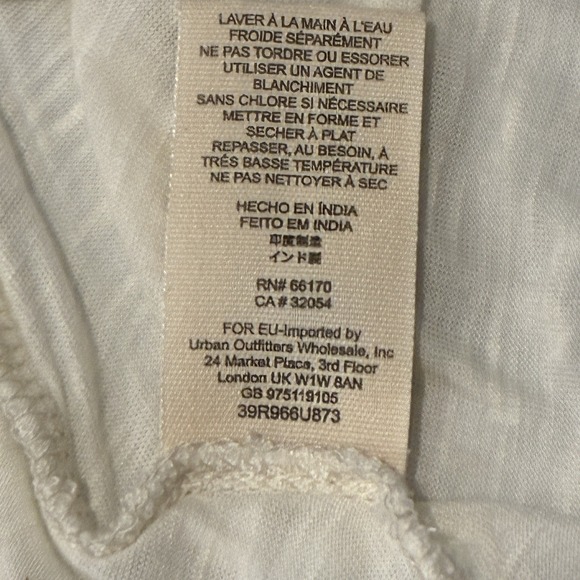 LAVER À LA MAIN À L'EAU
FROIDE SÉPARÉMENT
NE PAS TORDRE OU ESSORER
UTILISER UN AGENT DE
BLANCHIMENT
SANS CHLORE SI NÉCESSAIRE
METTRE EN FORME ET
SECHER À PLAT
REPASSER, AU BESOIN, À
TRÉS BASSE TEMPÉRATURE
NE PAS NETTOYER À SEC
HECHO EN ÍNDIA
FEITO EM INDIA
印度制造
インド製
RN# 66170
CA # 32054
FOR EU-Imported by
Urban Outfitters Wholesale, Inc
24 Market Place, 3rd Floor
London UK W1W 8AN
GB 975119105
39R966U873